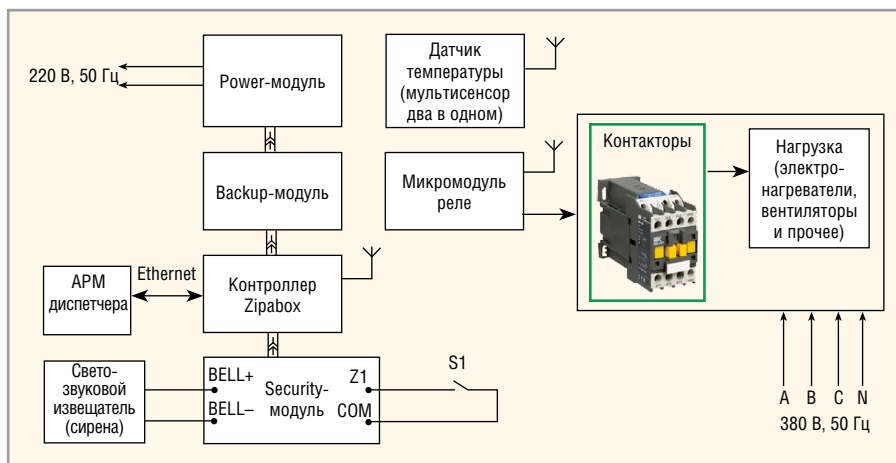 220 В, 50 Гц
Power-модуль
Датчик
температуры
(мультисенсор
два в одном)
Backup-модуль
Микромодуль
реле
Контакторы
Нагрузка
(электро-
нагреватели,
вентиляторы
и прочее)
АРМ
диспетчера
Ethernet
Контроллер
Zipabox
Свето-
звуковой
извещатель
(сирена)
BELL+
BELL–
Security-
модуль
Z1
COM
S1
A B C N
380 В, 50 Гц